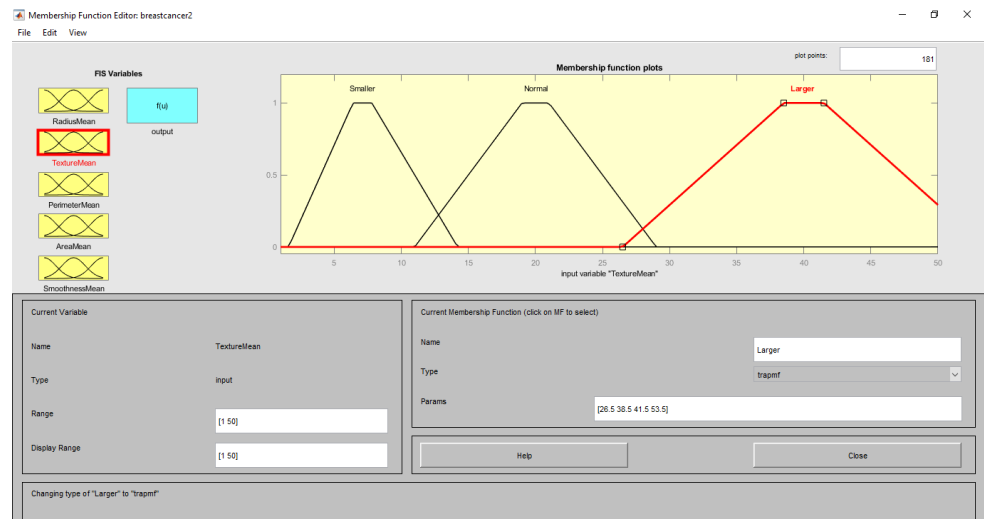 Membership Function Editor: breastcancer2
File Edit View
FIS Variables
RadiusMean
f(u)
output
TextureMean
PerimeterMean
AreaMean
SmoothnessMean
plot points:
181
Membership function plots
Smaller
Normal
Larger
1
0.5
0
5 10 15 20 25 30 35 40 45 50
input variable "TextureMean"
Current Variable
Name TextureMean
Type input
Range [1 50]
Display Range [1 50]
Current Membership Function (click on MF to select)
Name Larger
Type trapmf
Params [26.5 38.5 41.5 53.5]
Help Close
Changing type of "Larger" to "trapmf"